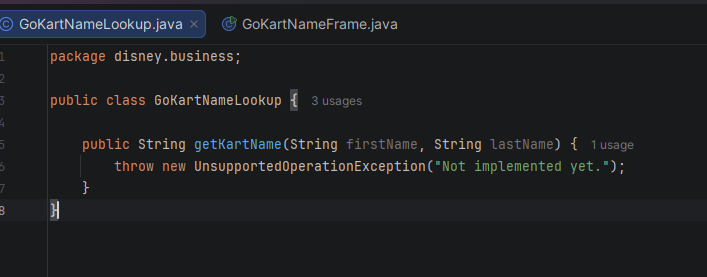 GoKartNameLookup.java × GoKartNameFrame.java
1 package disney.business;
2
3 public class GoKartNameLookup { 3 usages
4
5 public String getKartName(String firstName, String lastName) { 1 usage
6 throw new UnsupportedOperationException("Not implemented yet.");
7 }
8 }